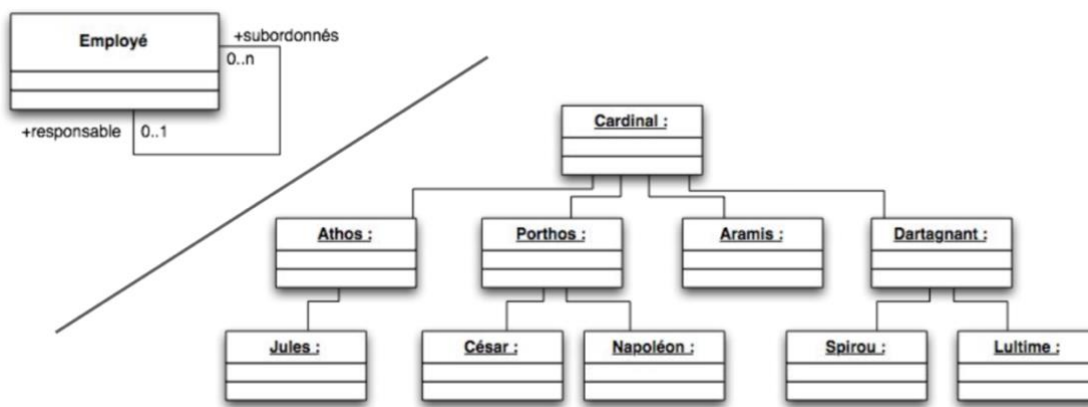 Employé
+subordonnés
0..n
+responsable 0..1
Cardinal :
Athos :
Porthos :
Aramis :
Dartagnant :
Jules :
César :
Napoléon :
Spirou :
Lultime :